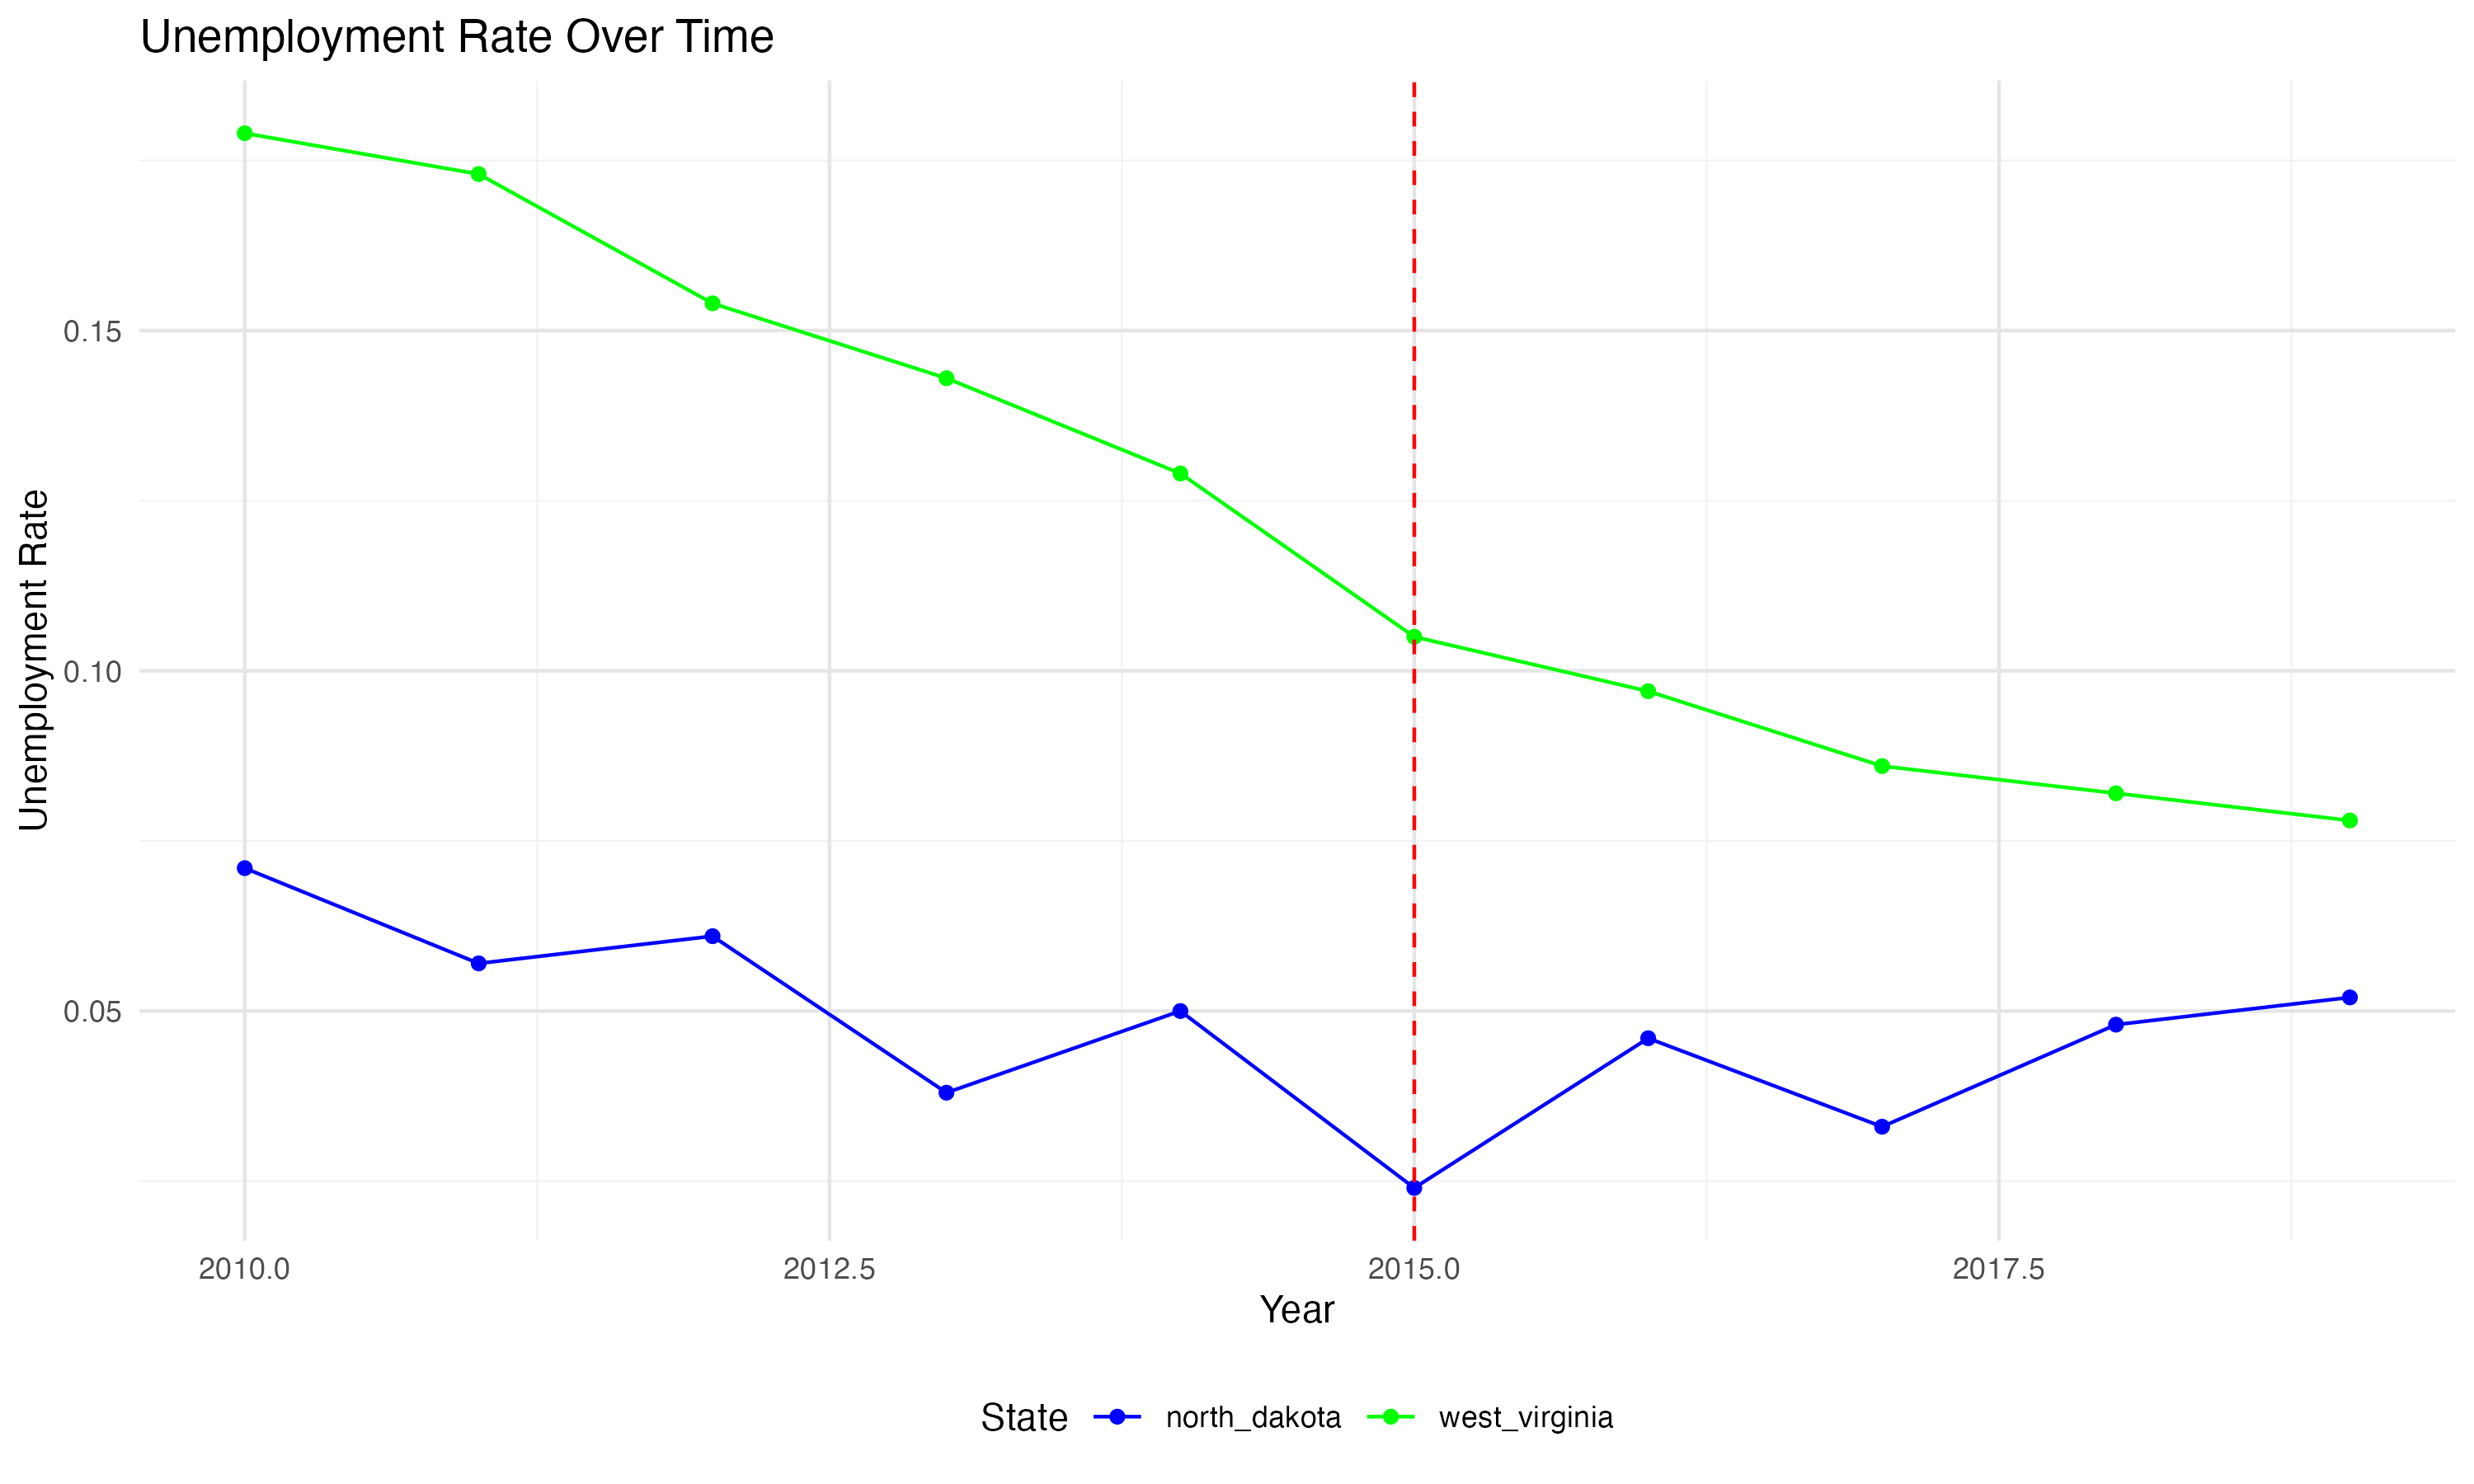 Unemployment Rate Over Time
Unemployment Rate
0.15
0.10
0.05
2010.0 2012.5 2015.0 2017.5
Year
State north_dakota west_virginia